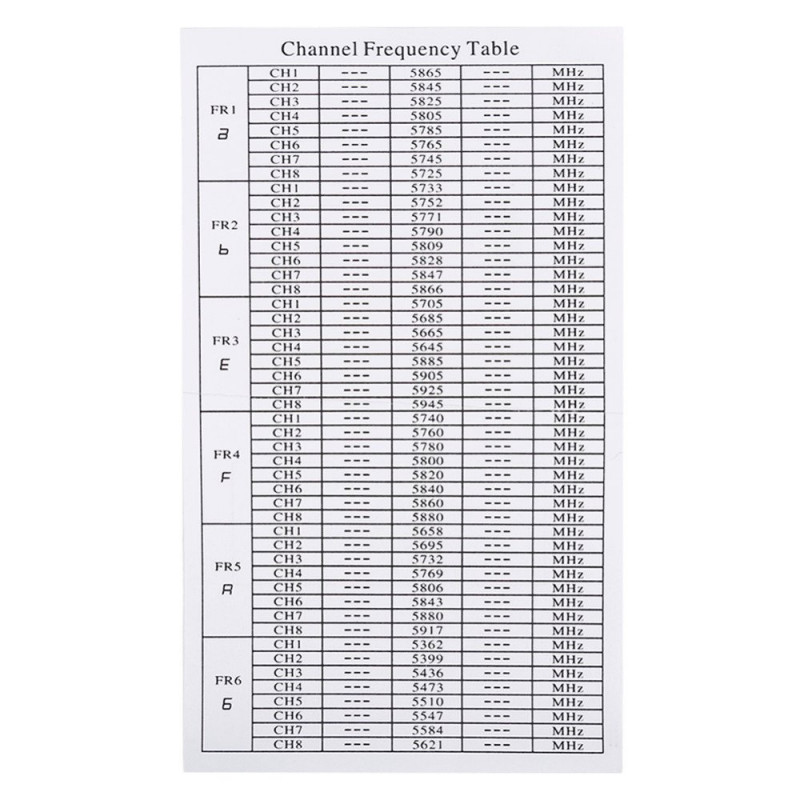 Channel Frequency Table
CH1 --- 5865 --- MHz
CH2 --- 5845 --- MHz
CH3 --- 5825 --- MHz
FR1 CH4 --- 5805 --- MHz
a CH5 --- 5785 --- MHz
CH6 --- 5765 --- MHz
CH7 --- 5745 --- MHz
CH8 --- 5725 --- MHz
CH1 --- 5733 --- MHz
CH2 --- 5752 --- MHz
CH3 --- 5771 --- MHz
FR2 CH4 --- 5790 --- MHz
b CH5 --- 5809 --- MHz
CH6 --- 5828 --- MHz
CH7 --- 5847 --- MHz
CH8 --- 5866 --- MHz
CH1 --- 5705 --- MHz
CH2 --- 5685 --- MHz
CH3 --- 5665 --- MHz
FR3 CH4 --- 5645 --- MHz
E CH5 --- 5885 --- MHz
CH6 --- 5905 --- MHz
CH7 --- 5925 --- MHz
CH8 --- 5945 --- MHz
CH1 --- 5740 --- MHz
CH2 --- 5760 --- MHz
CH3 --- 5780 --- MHz
FR4 CH4 --- 5800 --- MHz
F CH5 --- 5820 --- MHz
CH6 --- 5840 --- MHz
CH7 --- 5860 --- MHz
CH8 --- 5880 --- MHz
CH1 --- 5658 --- MHz
CH2 --- 5695 --- MHz
CH3 --- 5732 --- MHz
FR5 CH4 --- 5769 --- MHz
R CH5 --- 5806 --- MHz
CH6 --- 5843 --- MHz
CH7 --- 5880 --- MHz
CH8 --- 5917 --- MHz
CH1 --- 5362 --- MHz
CH2 --- 5399 --- MHz
CH3 --- 5436 --- MHz
FR6 CH4 --- 5473 --- MHz
6 CH5 --- 5510 --- MHz
CH6 --- 5547 --- MHz
CH7 --- 5584 --- MHz
CH8 --- 5621 --- MHz